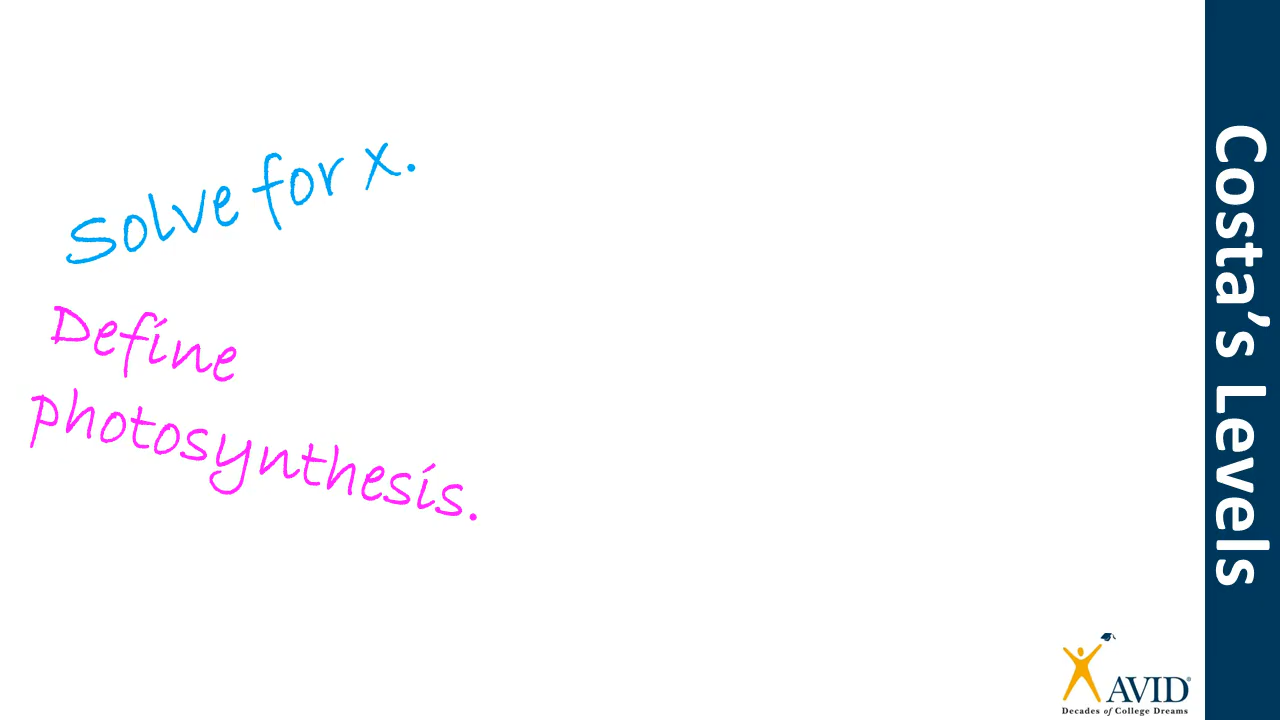 Solve for x.
Define
photosynthesis.
Costa's Levels
AVID®
Decades of College Dreams